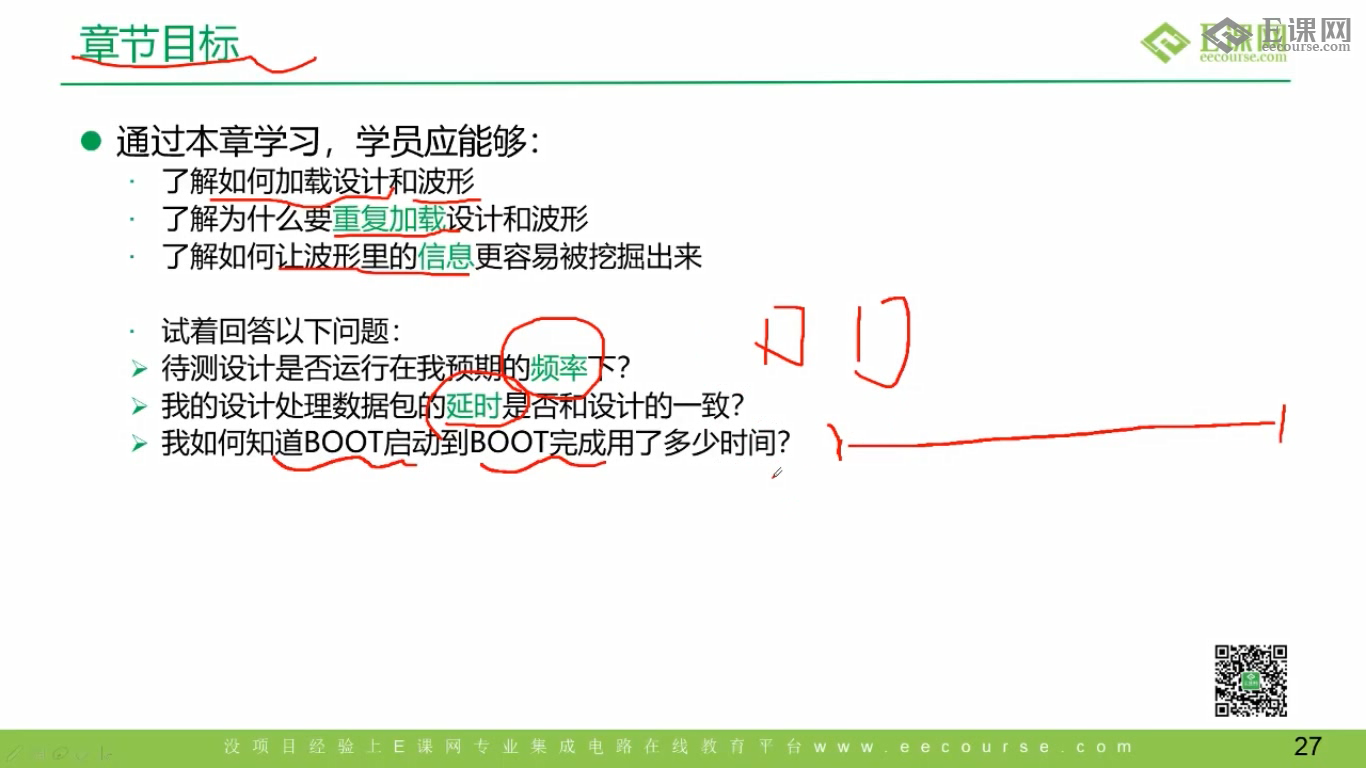 章节目标
E课网
eecourse.com
E课网
eecourse.com
通过本章学习，学员应能够：
· 了解如何加载设计和波形
· 了解为什么要重复加载设计和波形
· 了解如何让波形里的信息更容易被挖掘出来
· 试着回答以下问题：
➢ 待测设计是否运行在我预期的频率下？
➢ 我的设计处理数据包的延时是否和设计的一致？
➢ 我如何知道BOOT启动到BOOT完成用了多少时间？
没项目经验上E课网专业集成电路在线教育平台www.eecourse.com
27